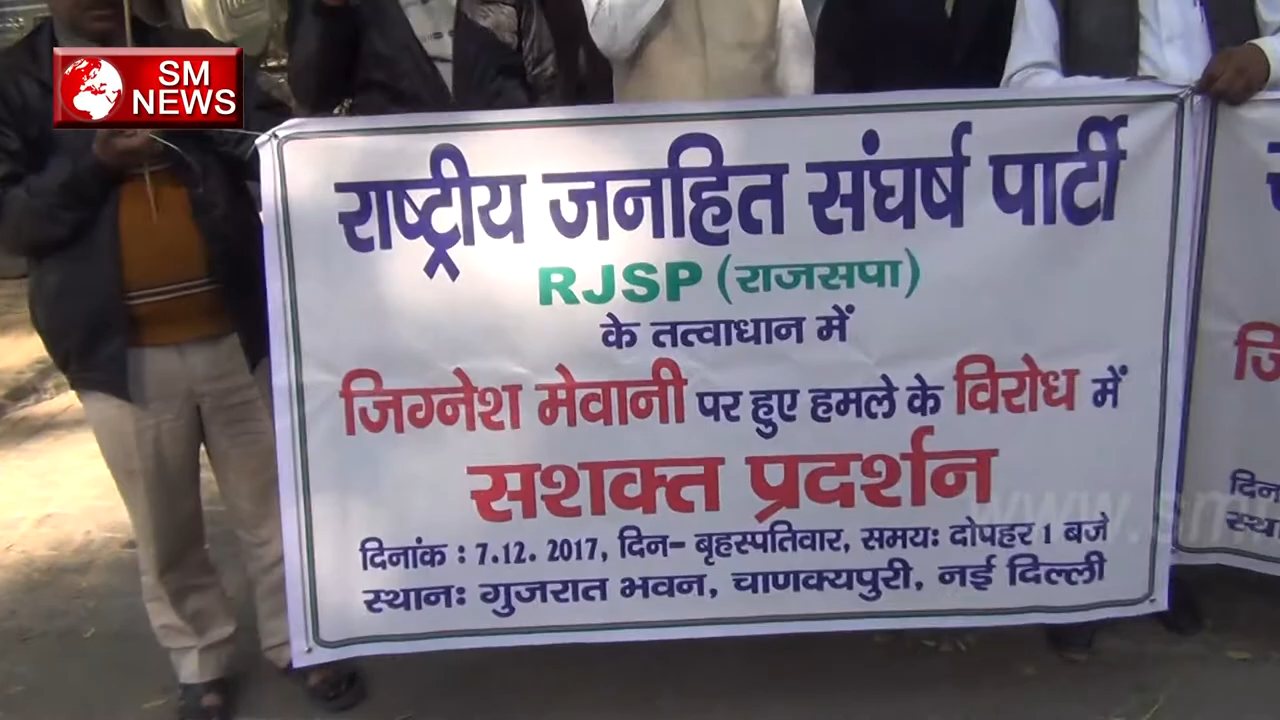 SM
NEWS
राष्ट्रीय जनहित संघर्ष पार्टी
RJSP (राजसपा)
के तत्वाधान में
जिग्नेश मेवानी पर हुए हमले के विरोध में
सशक्त प्रदर्शन
दिनांक : 7.12. 2017, दिन- बृहस्पतिवार, समयः दोपहर 1 बजे
स्थानः गुजरात भवन, चाणक्यपुरी, नई दिल्ली
जि
दिन
स्था